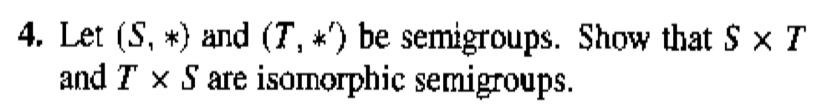 4. Let (S, *) and (T, *′) be semigroups. Show that S × T
and T × S are isomorphic semigroups.